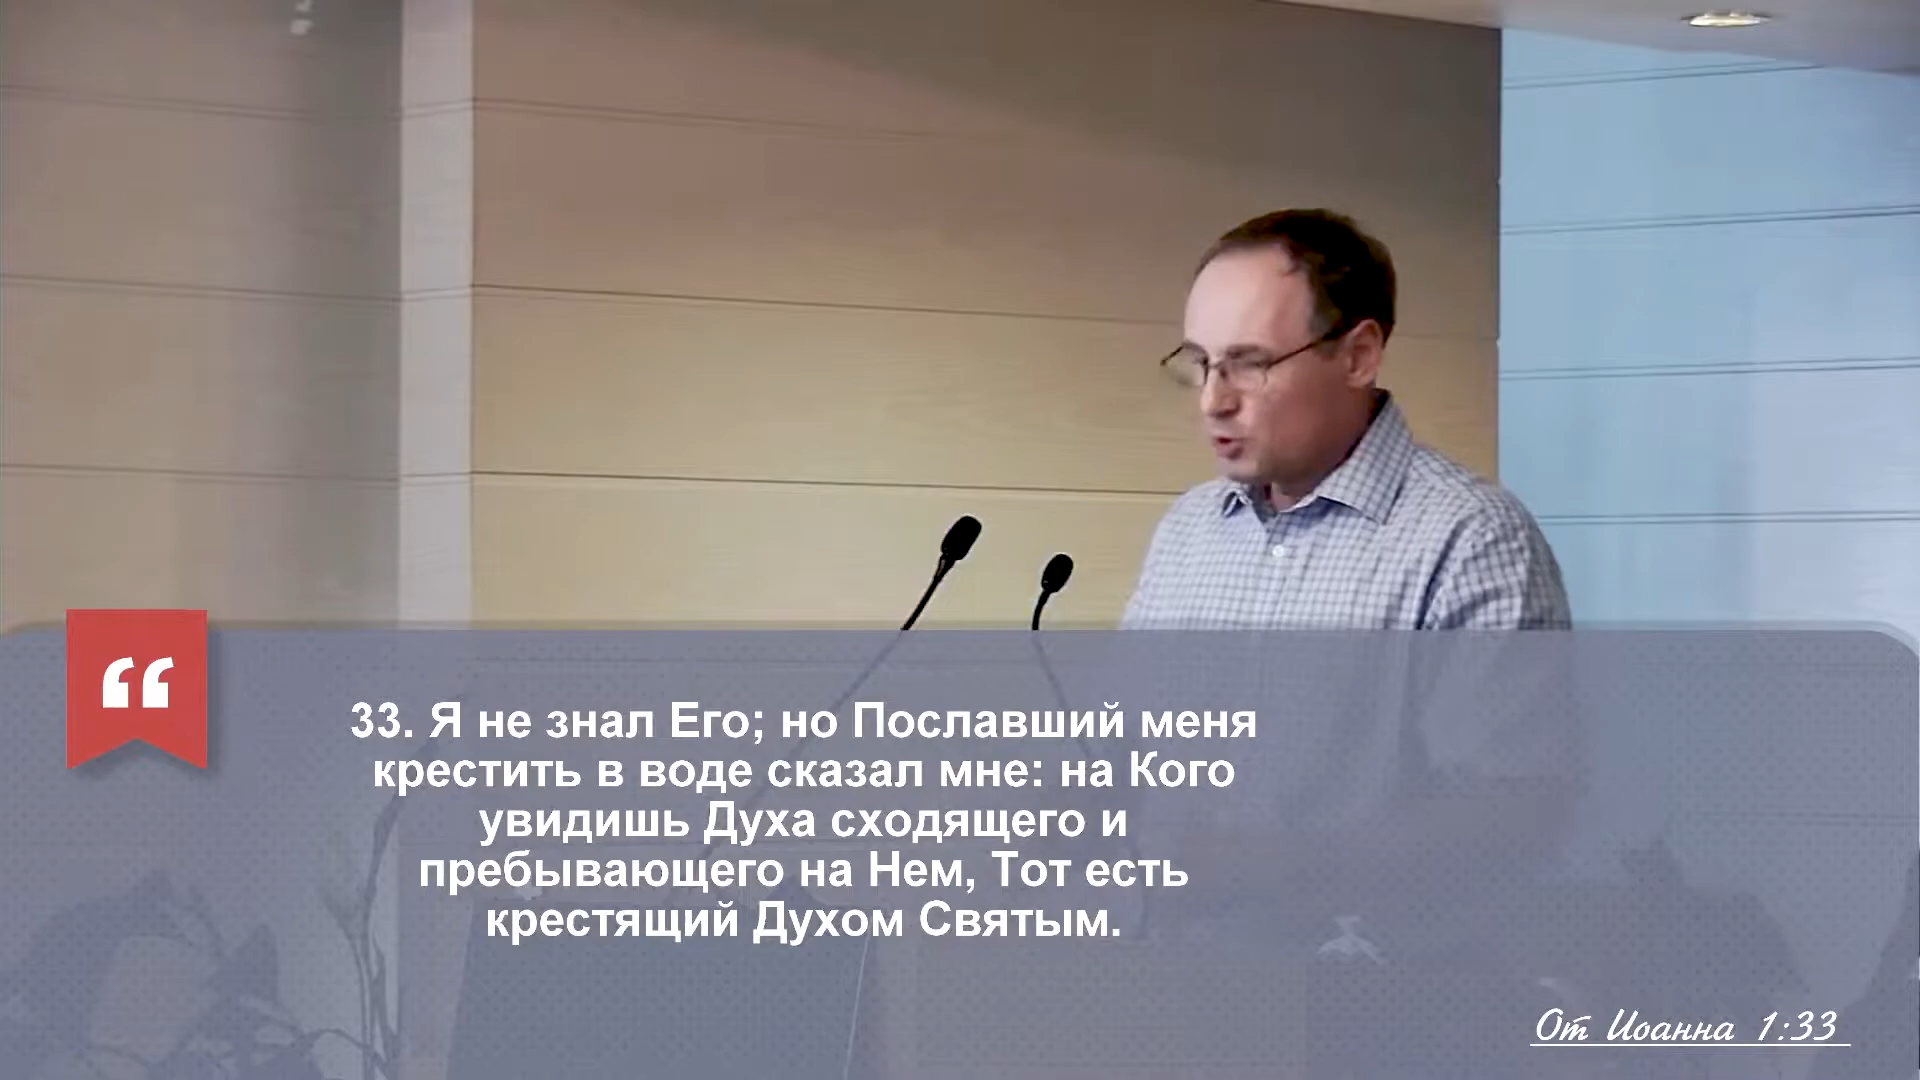 “
33. Я не знал Его; но Пославший меня
крестить в воде сказал мне: на Кого
увидишь Духа сходящего и
пребывающего на Нем, Тот есть
крестящий Духом Святым.
От Иоанна 1:33